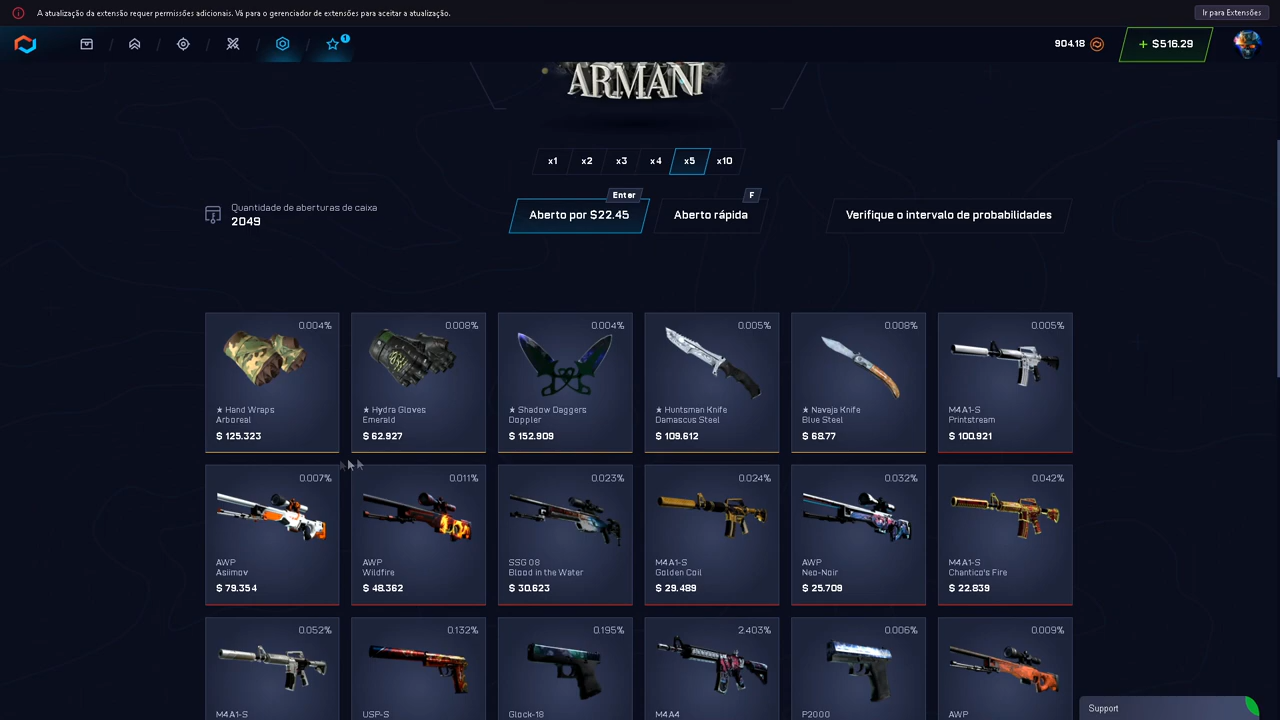 A atualização da extensão requer permissões adicionais. Vá para o gerenciador de extensões para aceitar a atualização.
Ir para Extensões
1
904.18
+ $516.29
ARMANI
x1
x2
x3
x4
x5
x10
Quantidade de aberturas de caixa
2049
Enter
Aberto por $22.45
F
Aberto rápida
Verifique o intervalo de probabilidades
0.004%
★ Hand Wraps
Arboreal
$ 125.323
0.008%
★ Hydra Gloves
Emerald
$ 62.927
0.004%
★ Shadow Daggers
Doppler
$ 152.909
0.005%
★ Huntsman Knife
Damascus Steel
$ 109.612
0.008%
★ Navaja Knife
Blue Steel
$ 68.77
0.005%
M4A1-S
Printstream
$ 100.921
0.007%
AWP
Asiimov
$ 79.354
0.011%
AWP
Wildfire
$ 48.362
0.023%
SSG 08
Blood in the Water
$ 30.623
0.024%
M4A1-S
Golden Coil
$ 29.489
0.032%
AWP
Neo-Noir
$ 25.709
0.042%
M4A1-S
Chantico's Fire
$ 22.839
0.052%
M4A1-S
0.132%
USP-S
0.195%
Glock-18
2.403%
M4A4
0.006%
P2000
0.009%
AWP
Support